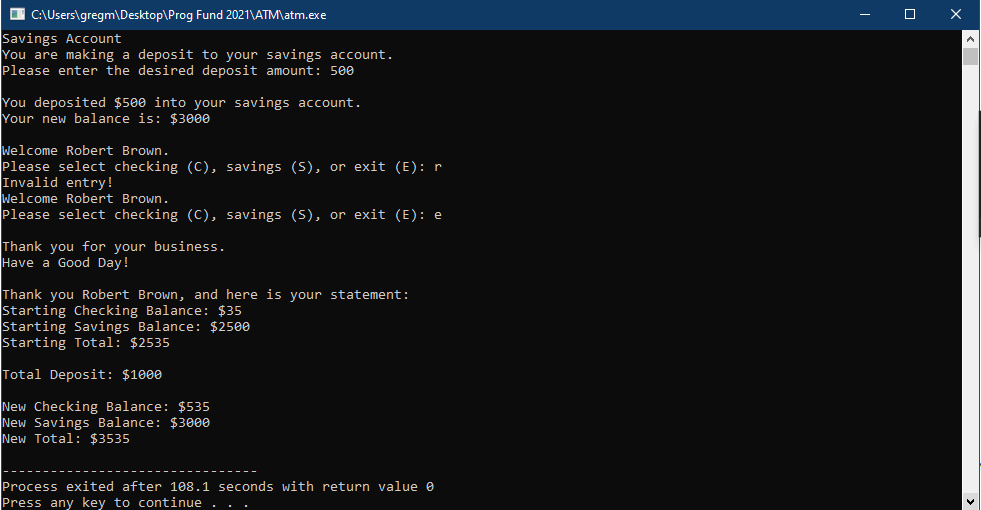 C:\Users\gregm\Desktop\Prog Fund 2021\ATM\atm.exe
Savings Account
You are making a deposit to your savings account.
Please enter the desired deposit amount: 500
You deposited $500 into your savings account.
Your new balance is: $3000
Welcome Robert Brown.
Please select checking (C), savings (S), or exit (E): r
Invalid entry!
Welcome Robert Brown.
Please select checking (C), savings (S), or exit (E): e
Thank you for your business.
Have a Good Day!
Thank you Robert Brown, and here is your statement:
Starting Checking Balance: $35
Starting Savings Balance: $2500
Starting Total: $2535
Total Deposit: $1000
New Checking Balance: $535
New Savings Balance: $3000
New Total: $3535
--------------------------------
Process exited after 108.1 seconds with return value 0
Press any key to continue . . .